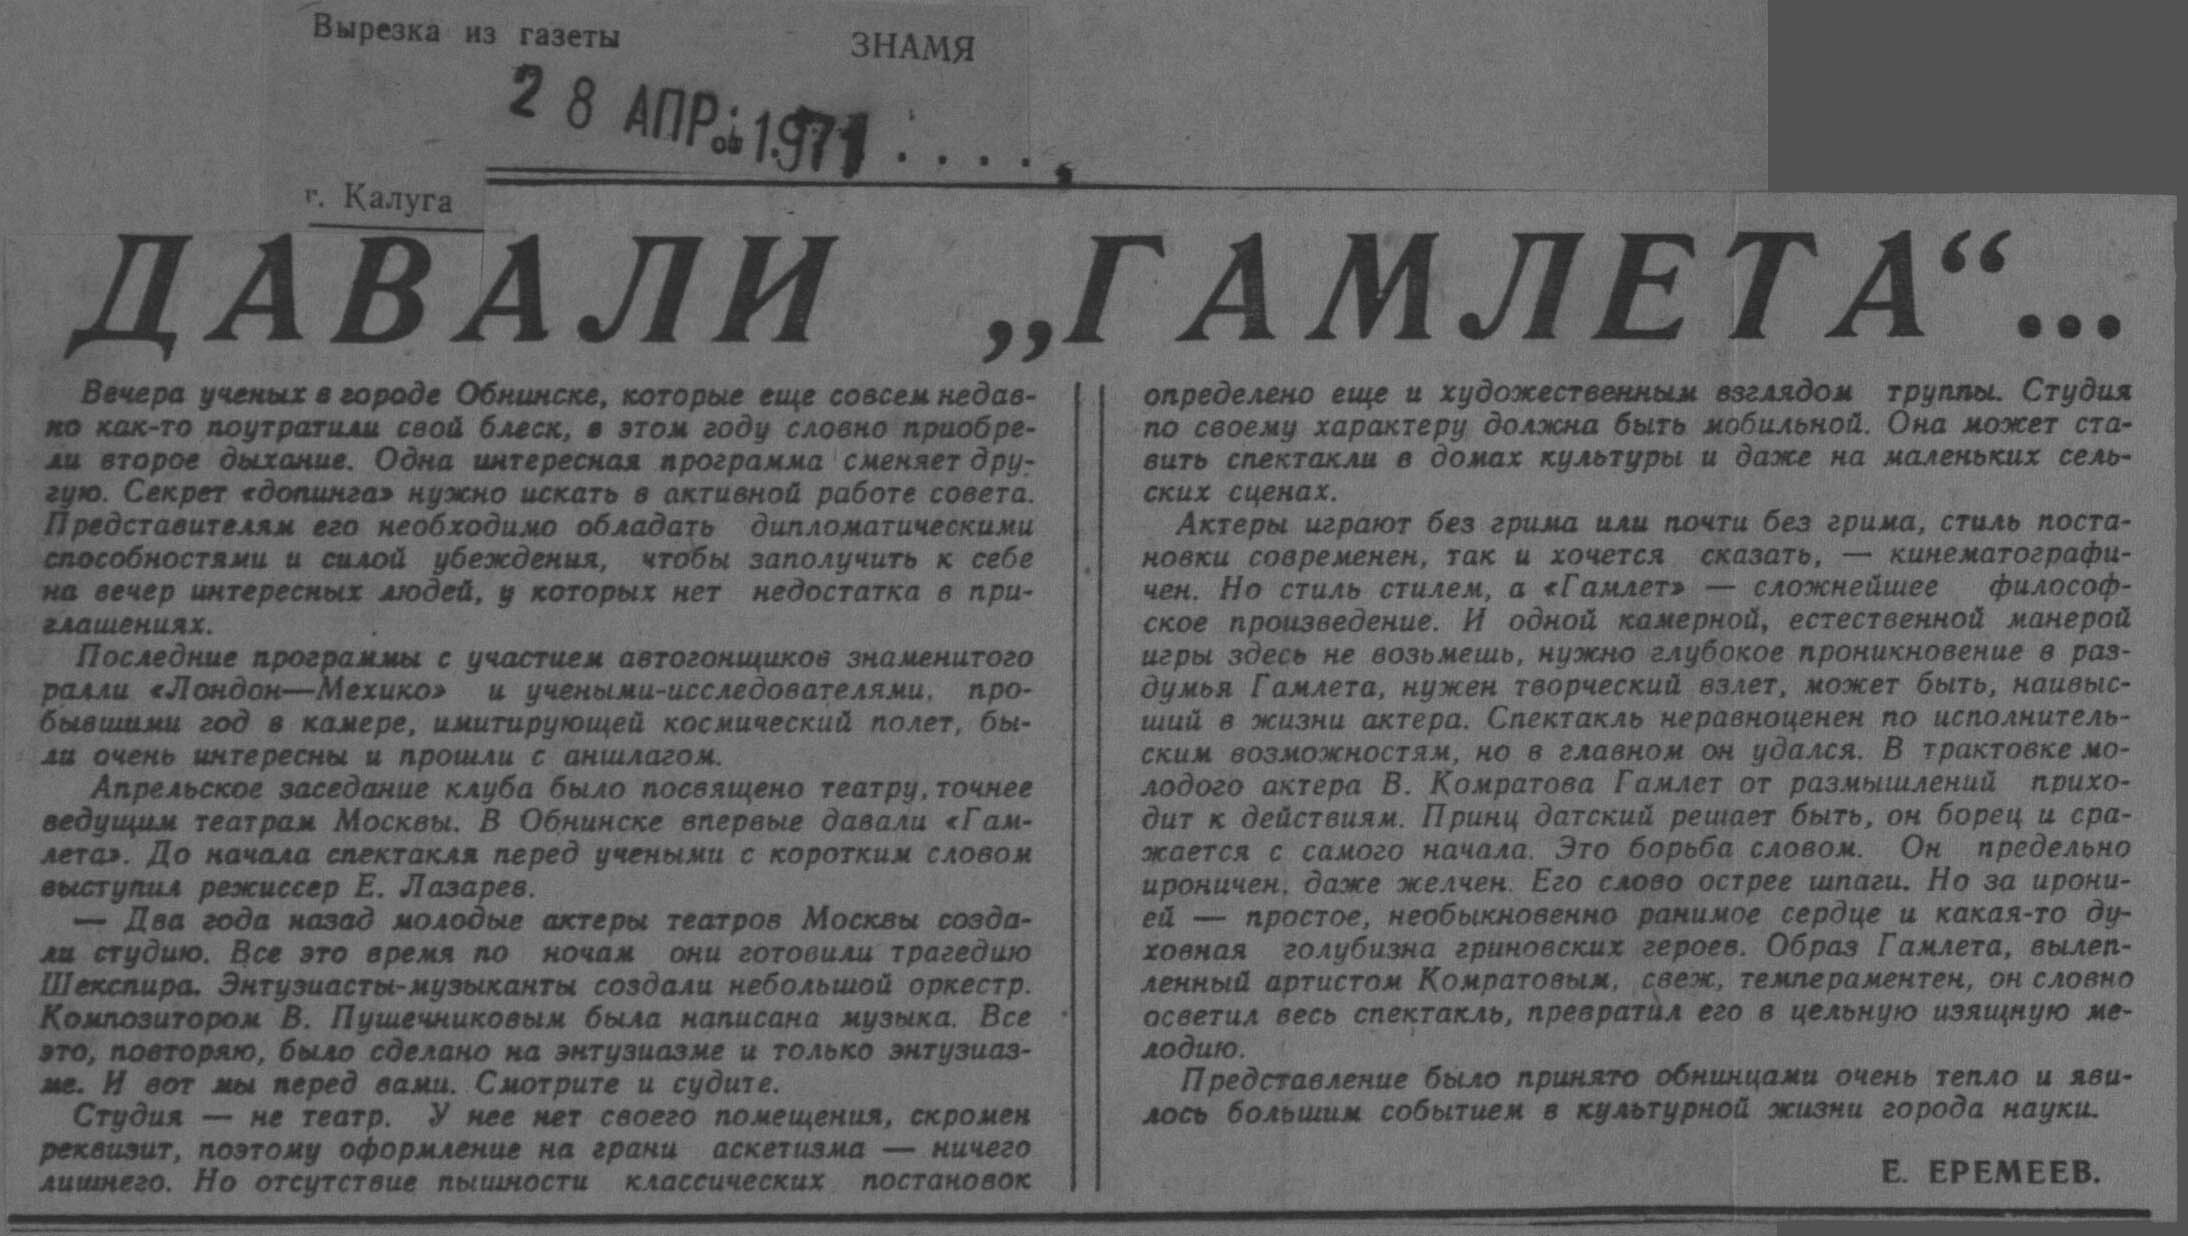 Вырезка из газеты
ЗНАМЯ
28 АПР. 1971
г. Калуга
ДАВАЛИ „ГАМЛЕТА“...
Вечера ученых в городе Обнинске, которые еще совсем недав-
но как-то поутратили свой блеск, в этом году словно приобре-
ли второе дыхание. Одна интересная программа сменяет дру-
гую. Секрет «допинга» нужно искать в активной работе совета.
Представителям его необходимо обладать дипломатическими
способностями и силой убеждения, чтобы заполучить к себе
на вечер интересных людей, у которых нет недостатка в при-
глашениях.
Последние программы с участием автогонщиков знаменитого
ралли «Лондон—Мехико» и учеными-исследователями, про-
бывшими год в камере, имитирующей космический полет, бы-
ли очень интересны и прошли с аншлагом.
Апрельское заседание клуба было посвящено театру, точнее
ведущим театрам Москвы. В Обнинске впервые давали «Гам-
лета». До начала спектакля перед учеными с коротким словом
выступил режиссер Е. Лазарев.
— Два года назад молодые актеры театров Москвы созда-
ли студию. Все это время по ночам они готовили трагедию
Шекспира. Энтузиасты-музыканты создали небольшой оркестр.
Композитором В. Пушечниковым была написана музыка. Все
это, повторяю, было сделано на энтузиазме и только энтузиаз-
ме. И вот мы перед вами. Смотрите и судите.
Студия — не театр. У нее нет своего помещения, скромен
реквизит, поэтому оформление на грани аскетизма — ничего
лишнего. Но отсутствие пышности классических постановок
определено еще и художественным взглядом труппы. Студия
по своему характеру должна быть мобильной. Она может ста-
вить спектакли в домах культуры и даже на маленьких сель-
ских сценах.
Актеры играют без грима или почти без грима, стиль поста-
новки современен, так и хочется сказать, — кинематографи-
чен. Но стиль стилем, а «Гамлет» — сложнейшее философ-
ское произведение. И одной камерной, естественной манерой
игры здесь не возьмешь, нужно глубокое проникновение в раз-
думья Гамлета, нужен творческий взлет, может быть, наивыс-
ший в жизни актера. Спектакль неравноценен по исполнитель-
ским возможностям, но в главном он удался. В трактовке мо-
лодого актера В. Комратова Гамлет от размышлений прихо-
дит к действиям. Принц датский решает быть, он борец и сра-
жается с самого начала. Это борьба словом. Он предельно
ироничен, даже желчен. Его слово острее шпаги. Но за ирони-
ей — простое, необыкновенно ранимое сердце и какая-то ду-
ховная голубизна гриновских героев. Образ Гамлета, вылеп-
ленный артистом Комратовым, свеж, темпераментен, он словно
осветил весь спектакль, превратил его в цельную изящную ме-
лодию.
Представление было принято обнинцами очень тепло и яви-
лось большим событием в культурной жизни города науки.
Е. ЕРЕМЕЕВ.